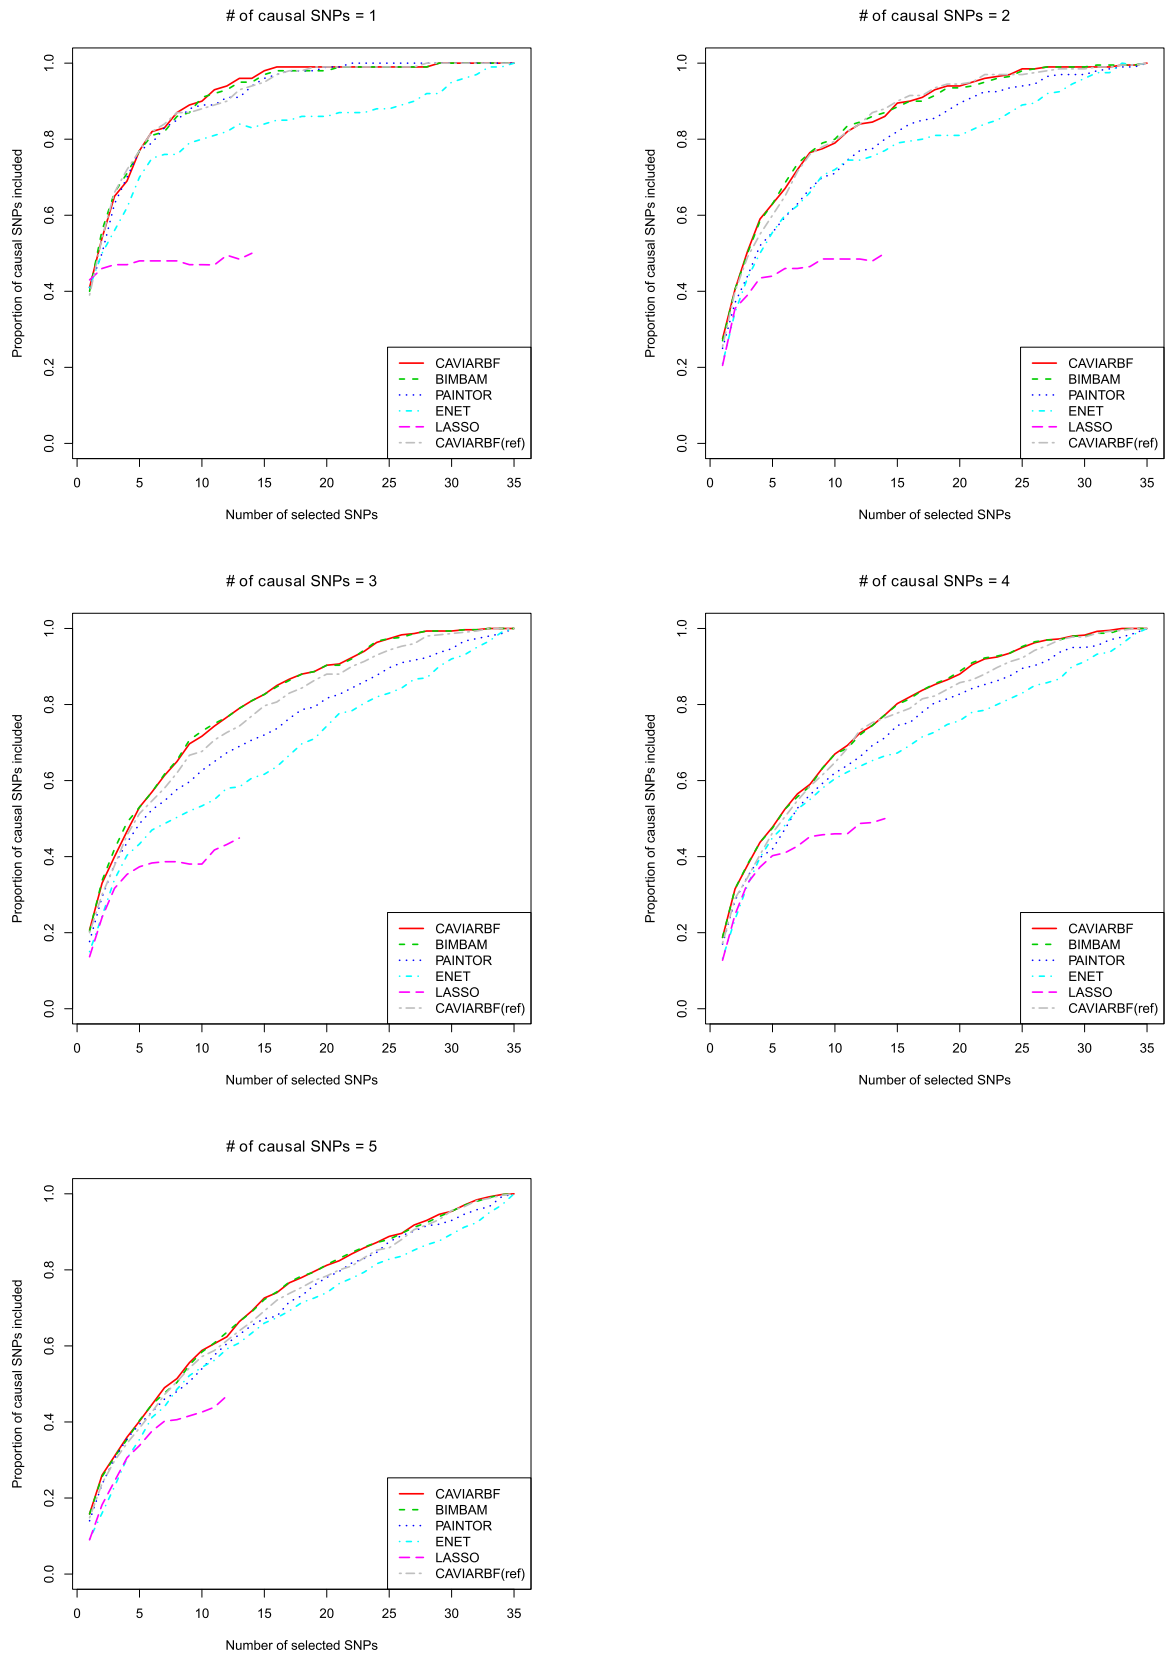 # of causal SNPs = 1
Proportion of causal SNPs included
1.0
0.8
0.6
0.4
0.2
0.0
CAVIARBF
BIMBAM
PAINTOR
ENET
LASSO
CAVIARBF(ref)
0 5 10 15 20 25 30 35
Number of selected SNPs
# of causal SNPs = 2
Proportion of causal SNPs included
1.0
0.8
0.6
0.4
0.2
0.0
CAVIARBF
BIMBAM
PAINTOR
ENET
LASSO
CAVIARBF(ref)
0 5 10 15 20 25 30 35
Number of selected SNPs
# of causal SNPs = 3
Proportion of causal SNPs included
1.0
0.8
0.6
0.4
0.2
0.0
CAVIARBF
BIMBAM
PAINTOR
ENET
LASSO
CAVIARBF(ref)
0 5 10 15 20 25 30 35
Number of selected SNPs
# of causal SNPs = 4
Proportion of causal SNPs included
1.0
0.8
0.6
0.4
0.2
0.0
CAVIARBF
BIMBAM
PAINTOR
ENET
LASSO
CAVIARBF(ref)
0 5 10 15 20 25 30 35
Number of selected SNPs
# of causal SNPs = 5
Proportion of causal SNPs included
1.0
0.8
0.6
0.4
0.2
0.0
CAVIARBF
BIMBAM
PAINTOR
ENET
LASSO
CAVIARBF(ref)
0 5 10 15 20 25 30 35
Number of selected SNPs